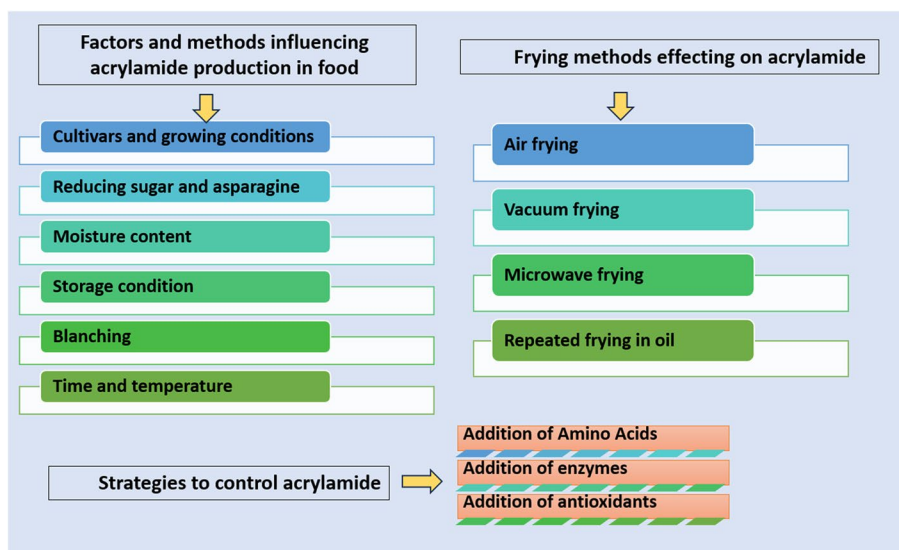 Factors and methods influencing
acrylamide production in food
Cultivars and growing conditions
Reducing sugar and asparagine
Moisture content
Storage condition
Blanching
Time and temperature
Frying methods effecting on acrylamide
Air frying
Vacuum frying
Microwave frying
Repeated frying in oil
Strategies to control acrylamide
Addition of Amino Acids
Addition of enzymes
Addition of antioxidants